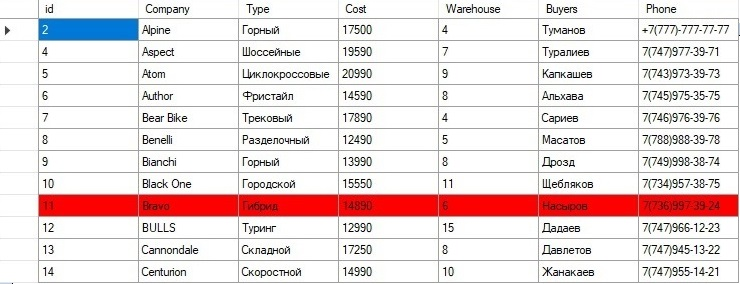 id Company Type Cost Warehouse Buyers Phone
2 Alpine Горный 17500 4 Туманов +7(777)-777-77-77
4 Aspect Шоссейные 19590 7 Туралиев 7(747)977-39-71
5 Atom Циклокроссовые 20990 9 Капкашев 7(743)973-39-73
6 Author Фристайл 14590 8 Альхава 7(745)975-35-75
7 Bear Bike Трековый 17890 4 Сариев 7(746)976-39-76
8 Benelli Разделочный 12490 5 Масатов 7(788)988-39-78
9 Bianchi Горный 13990 8 Дрозд 7(749)998-38-74
10 Black One Городской 15550 11 Щебляков 7(734)957-38-75
11 Bravo Гибрид 14890 6 Насыров 7(736)997-39-24
12 BULLS Туринг 12990 15 Дадаев 7(747)966-12-23
13 Cannondale Складной 17250 8 Давлетов 7(747)945-13-22
14 Centurion Скоростной 14990 10 Жанакаев 7(747)955-14-21